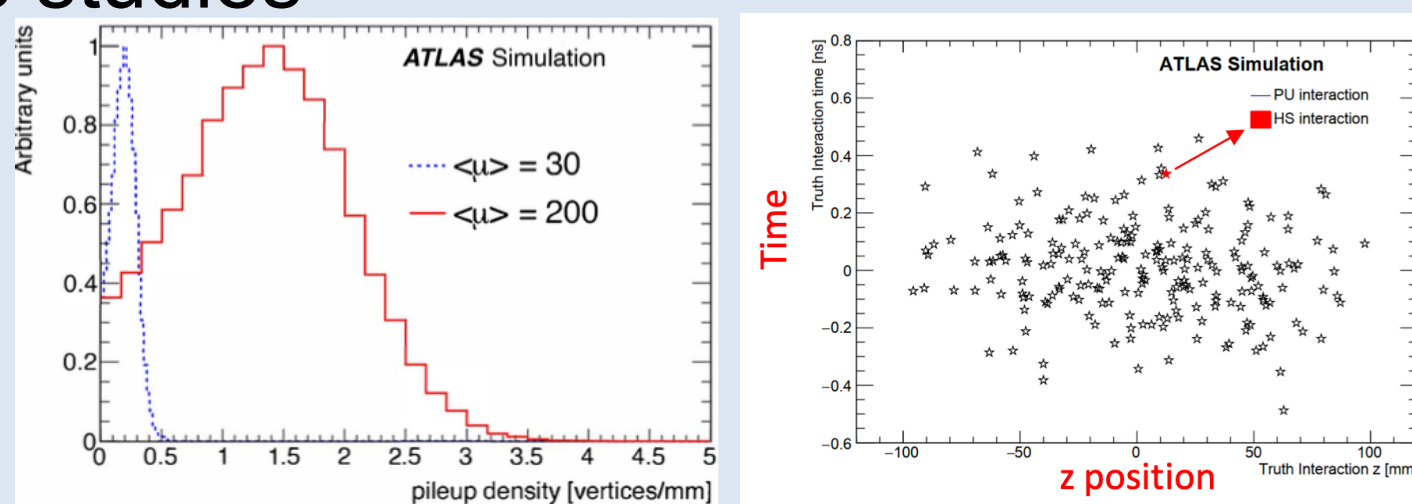 studies
Arbitrary units
ATLAS Simulation
<μ> = 30
<μ> = 200
1
0.8
0.6
0.4
0.2
0
0 0.5 1 1.5 2 2.5 3 3.5 4 4.5 5
pileup density [vertices/mm]
Time
Truth Interaction time [ns]
ATLAS Simulation
PU interaction
HS interaction
0.8
0.6
0.4
0.2
0
−0.2
−0.4
−0.6
−100 −50 0 50 100
z position
Truth Interaction z [mm